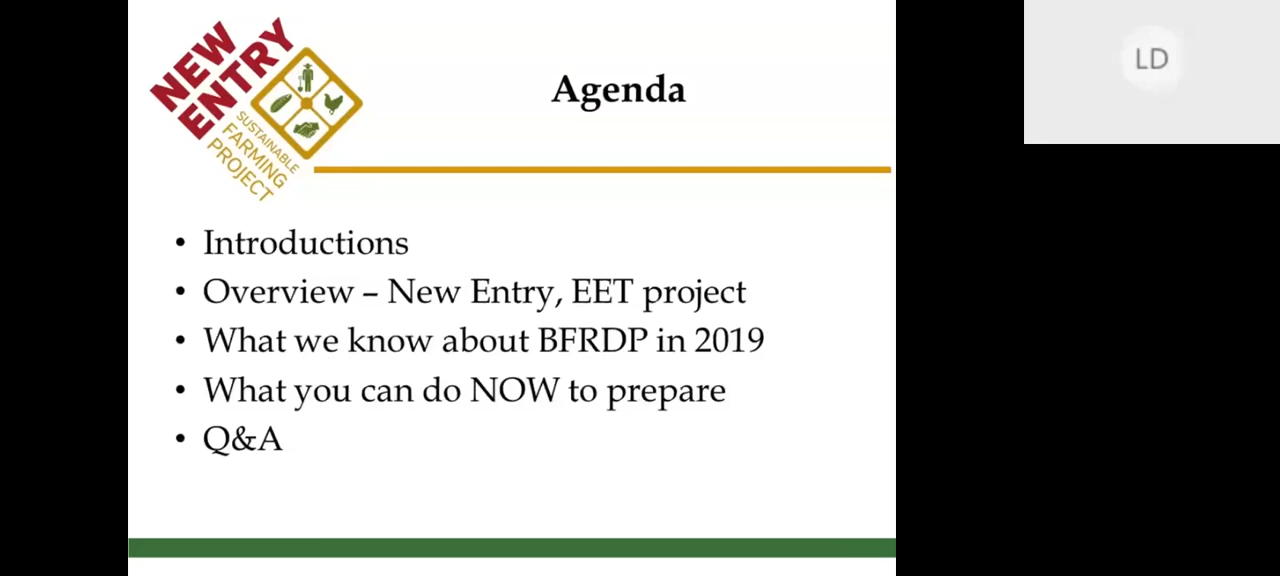 NEW
ENTRY
SUSTAINABLE
FARMING
PROJECT
Agenda
LD
• Introductions
• Overview – New Entry, EET project
• What we know about BFRDP in 2019
• What you can do NOW to prepare
• Q&A